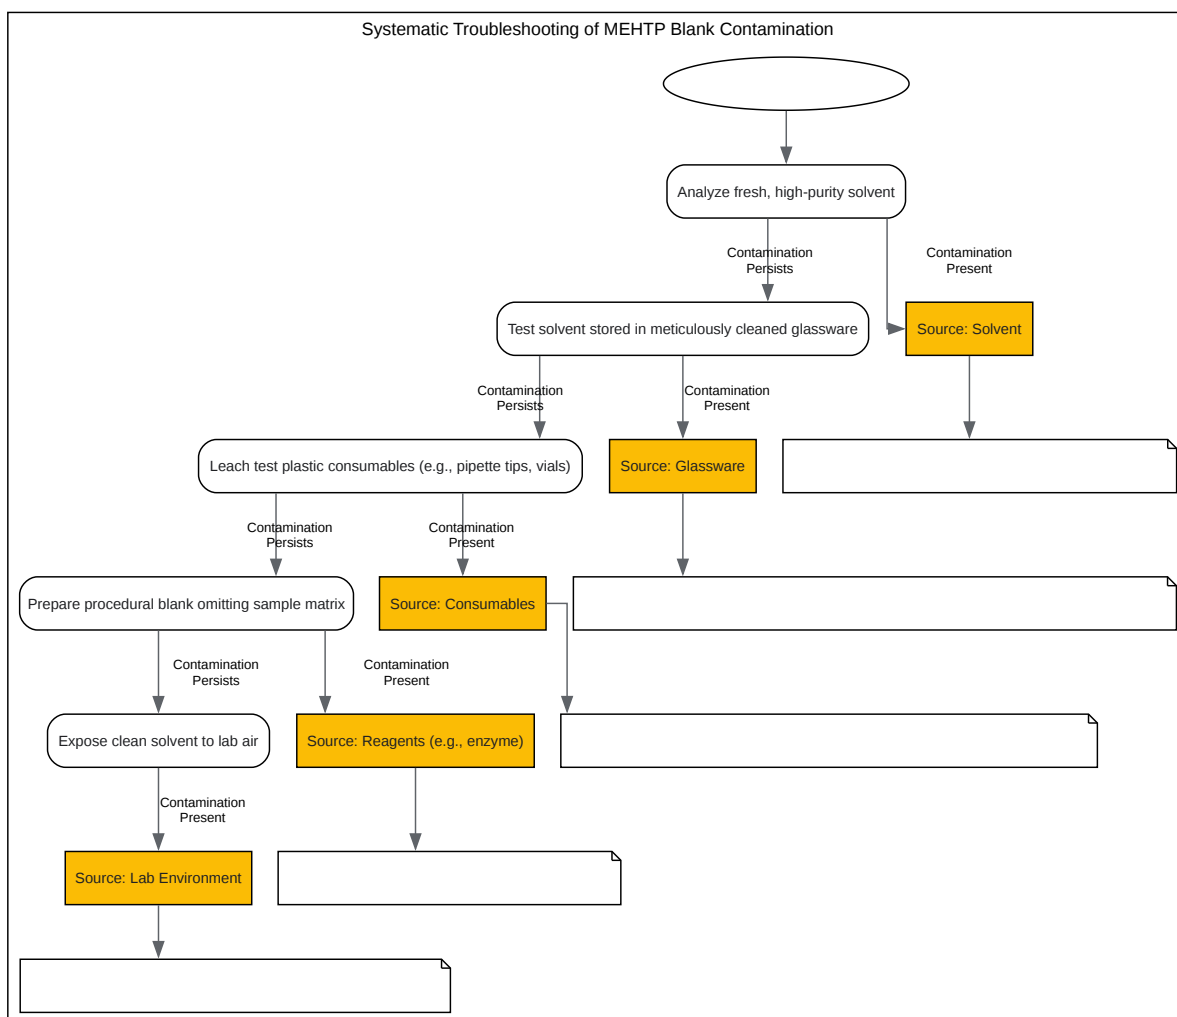 Systematic Troubleshooting of MEHTP Blank Contamination
Analyze fresh, high-purity solvent
Contamination
Persists
Contamination
Present
Test solvent stored in meticulously cleaned glassware
Source: Solvent
Contamination
Persists
Contamination
Present
Leach test plastic consumables (e.g., pipette tips, vials)
Source: Glassware
Contamination
Persists
Contamination
Present
Prepare procedural blank omitting sample matrix
Source: Consumables
Contamination
Persists
Contamination
Present
Expose clean solvent to lab air
Source: Reagents (e.g., enzyme)
Contamination
Present
Source: Lab Environment